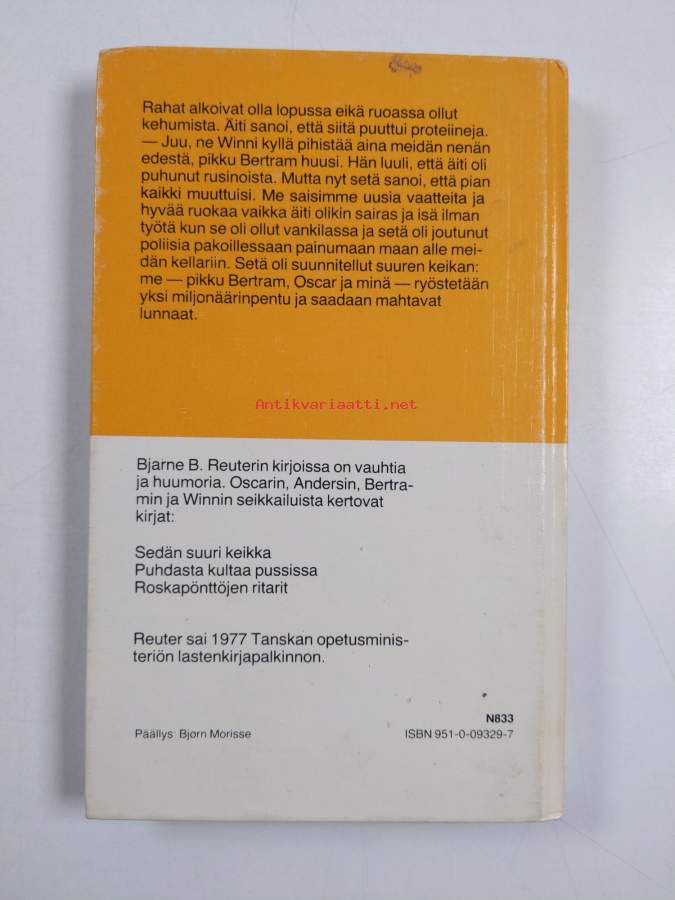 Rahat alkoivat olla lopussa eikä ruoassa ollut
kehumista. Äiti sanoi, että siitä puuttui proteiineja.
— Juu, ne Winni kyllä pihistää aina meidän nenän
edestä, pikku Bertram huusi. Hän luuli, että äiti oli
puhunut rusinoista. Mutta nyt setä sanoi, että pian
kaikki muuttuisi. Me saisimme uusia vaatteita ja
hyvää ruokaa vaikka äiti olikin sairas ja isä ilman
työtä kun se oli ollut vankilassa ja setä oli joutunut
poliisia pakoillessaan painumaan maan alle mei-
dän kellariin. Setä oli suunnitellut suuren keikan:
me — pikku Bertram, Oscar ja minä — ryöstetään
yksi miljonäärinpentu ja saadaan mahtavat
lunnaat.
Antikvariaatti.net
Bjarne B. Reuterin kirjoissa on vauhtia
ja huumoria. Oscarin, Andersin, Bertra-
min ja Winnin seikkailuista kertovat
kirjat:
Sedän suuri keikka
Puhdasta kultaa pussissa
Roskapönttöjen ritarit
Reuter sai 1977 Tanskan opetusminis-
teriön lastenkirjapalkinnon.
N833
Päällys: Bjørn Morisse ISBN 951-0-09329-7